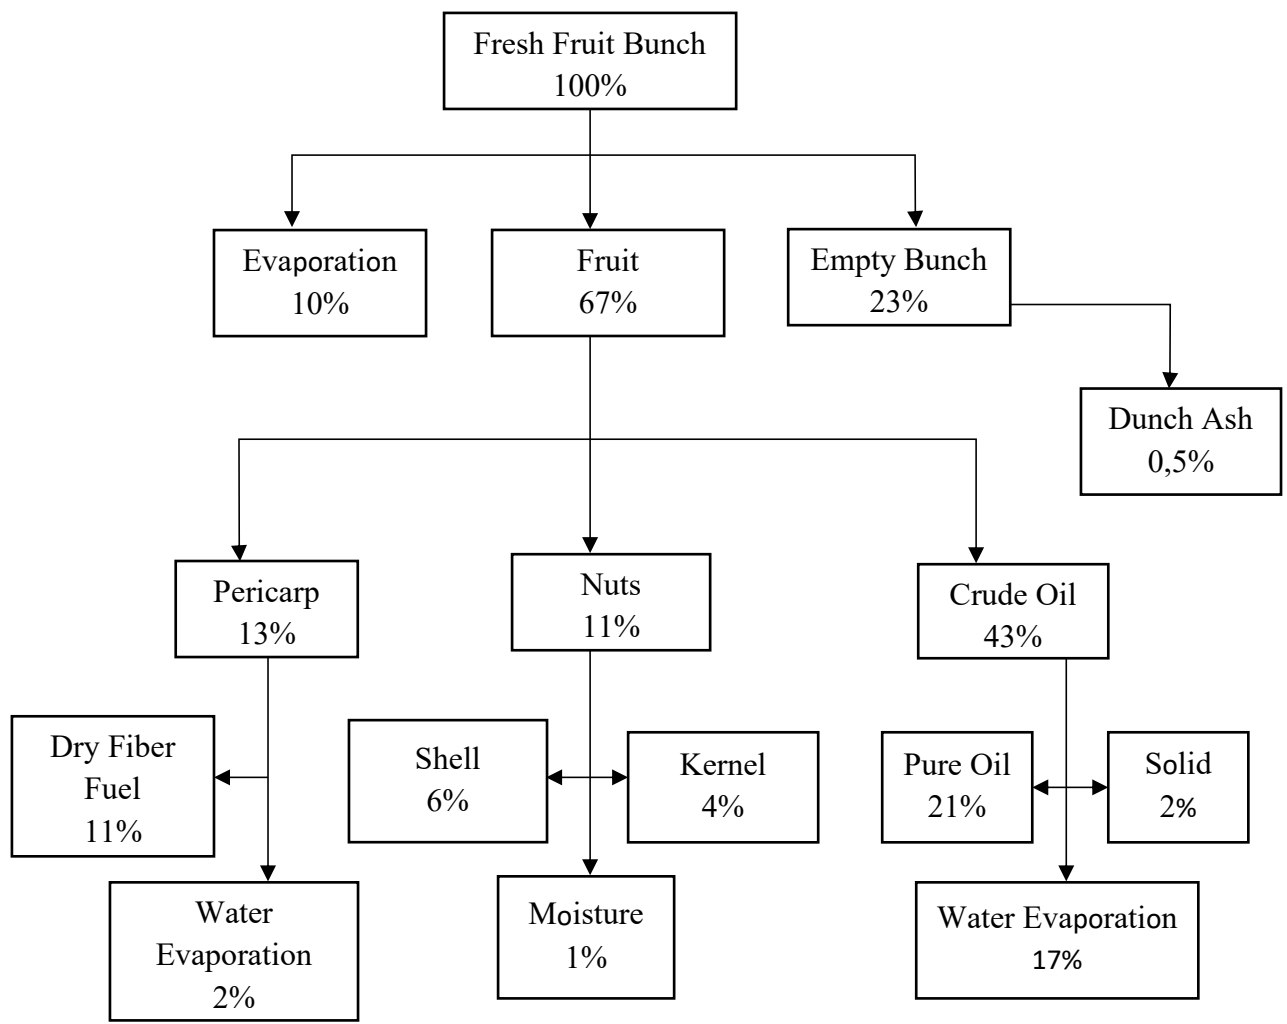 Fresh Fruit Bunch
100%
Evaporation
10%
Fruit
67%
Empty Bunch
23%
Dunch Ash
0,5%
Pericarp
13%
Nuts
11%
Crude Oil
43%
Dry Fiber
Fuel
11%
Shell
6%
Kernel
4%
Pure Oil
21%
Solid
2%
Water
Evaporation
2%
Moisture
1%
Water Evaporation
17%